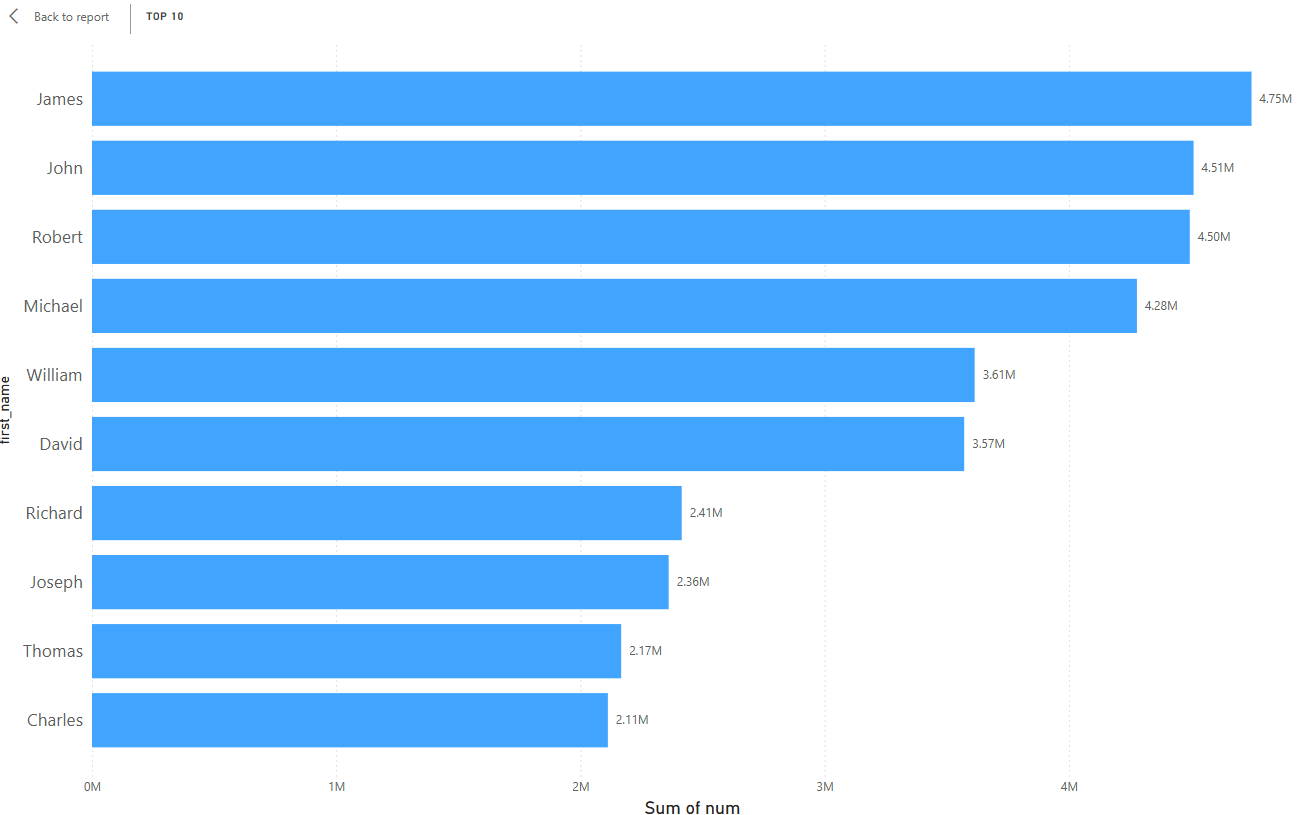 Back to report
TOP 10
James 4.75M
John 4.51M
Robert 4.50M
Michael 4.28M
William 3.61M
David 3.57M
Richard 2.41M
Joseph 2.36M
Thomas 2.17M
Charles 2.11M
first_name
0M 1M 2M 3M 4M
Sum of num